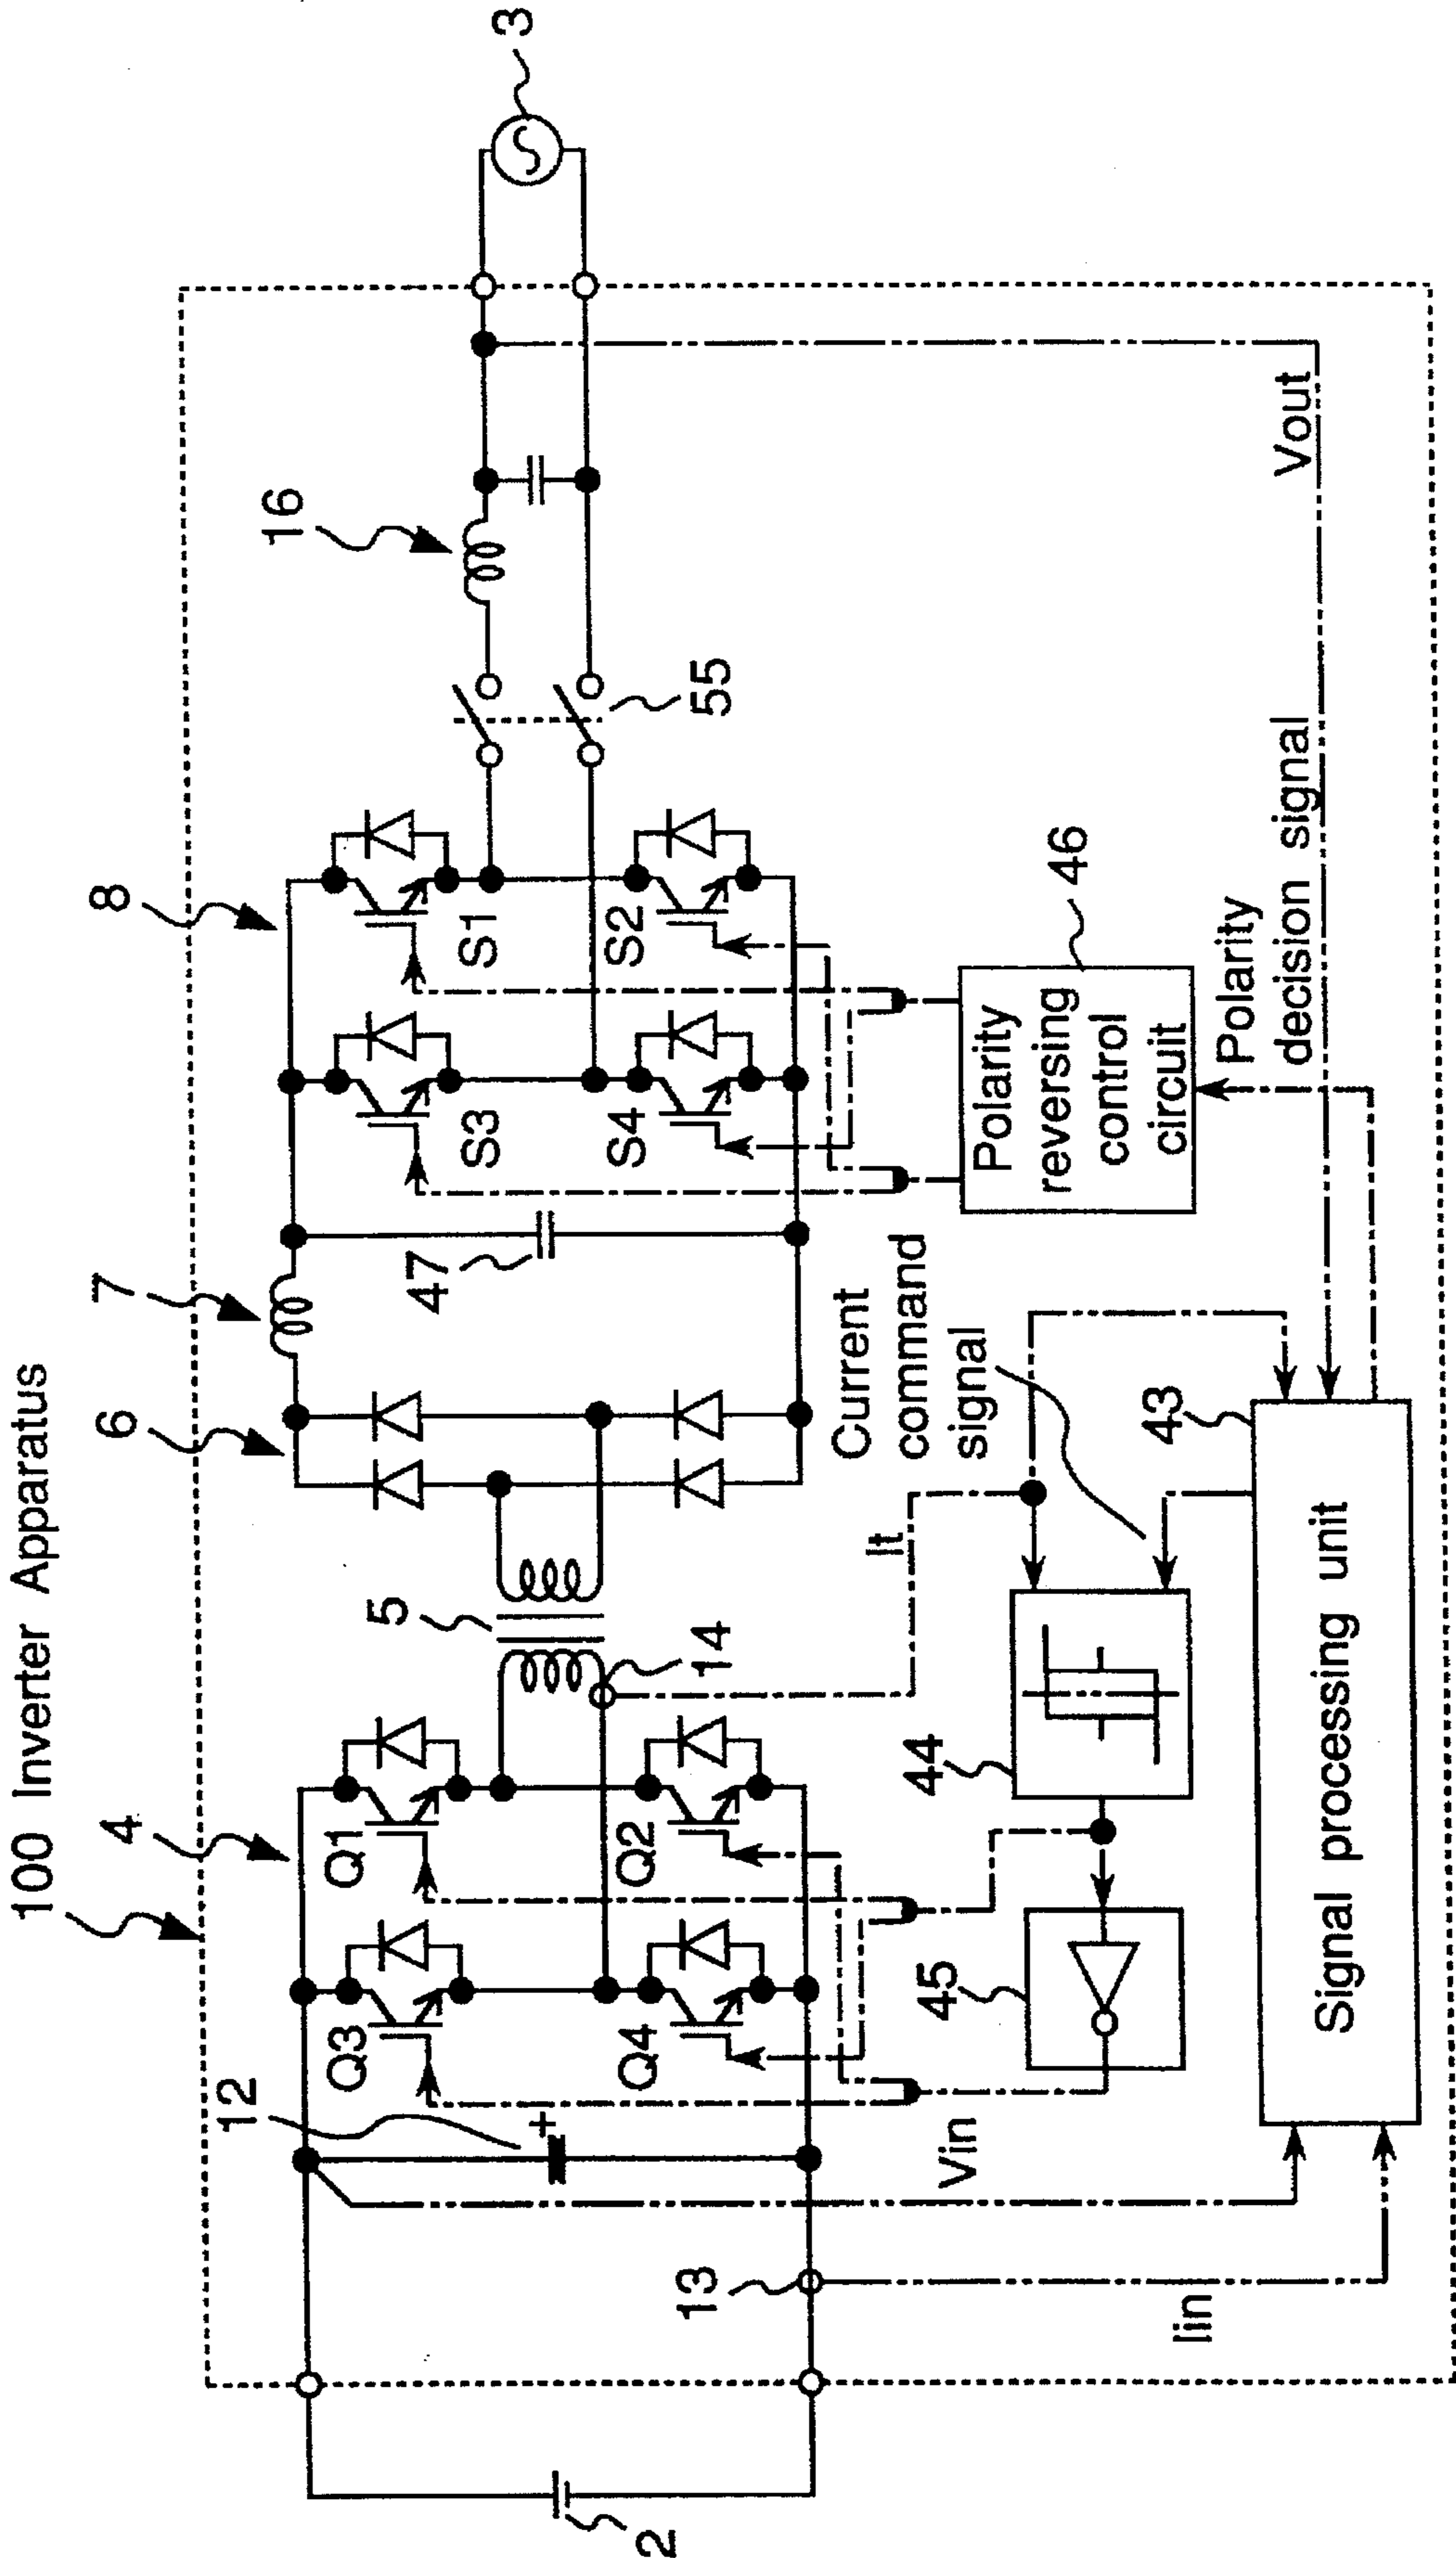 100 Inverter Apparatus
4
5
6
7
8
16
3
12
Q3
Q1
Q4
Q2
14
47
S3
S1
S4
S2
55
2
13
Vin
Iin
It
44
45
Current
command
signal
43
Signal processing unit
Polarity
reversing
control
circuit
46
Polarity
decision signal
Vout